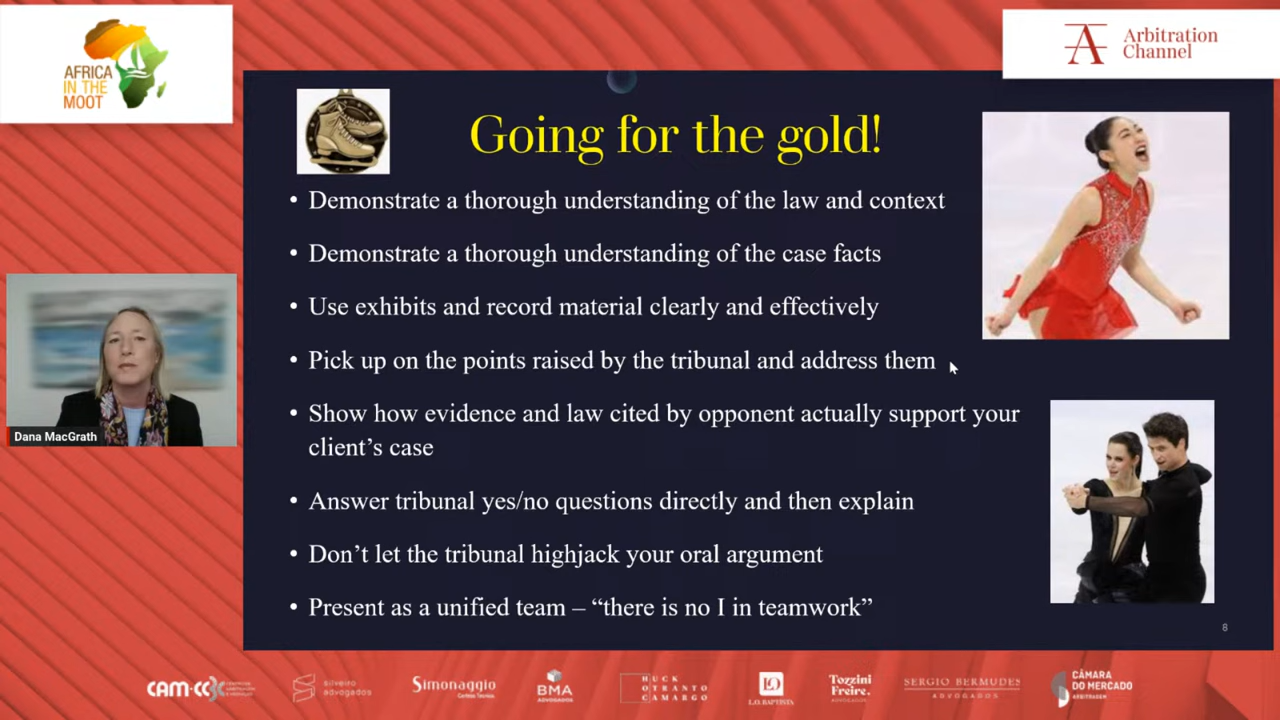 AFRICA
IN THE
MOOT
Arbitration
Channel
Going for the gold!
• Demonstrate a thorough understanding of the law and context
• Demonstrate a thorough understanding of the case facts
• Use exhibits and record material clearly and effectively
• Pick up on the points raised by the tribunal and address them
• Show how evidence and law cited by opponent actually support your
client’s case
• Answer tribunal yes/no questions directly and then explain
• Don’t let the tribunal highjack your oral argument
• Present as a unified team – “there is no I in teamwork”
8
Dana MacGrath
CAM-CC
silveiro
advogados
Simonaggio
BMA
ADVOGADOS
HUCK
OTRANTO
CAMARGO
L.O. BAPTISTA
Tozzini
Freire.
ADVOGADOS
SERGIO BERMUDES
ADVOGADOS
CÂMARA
DO MERCADO
ARBITRAGEM